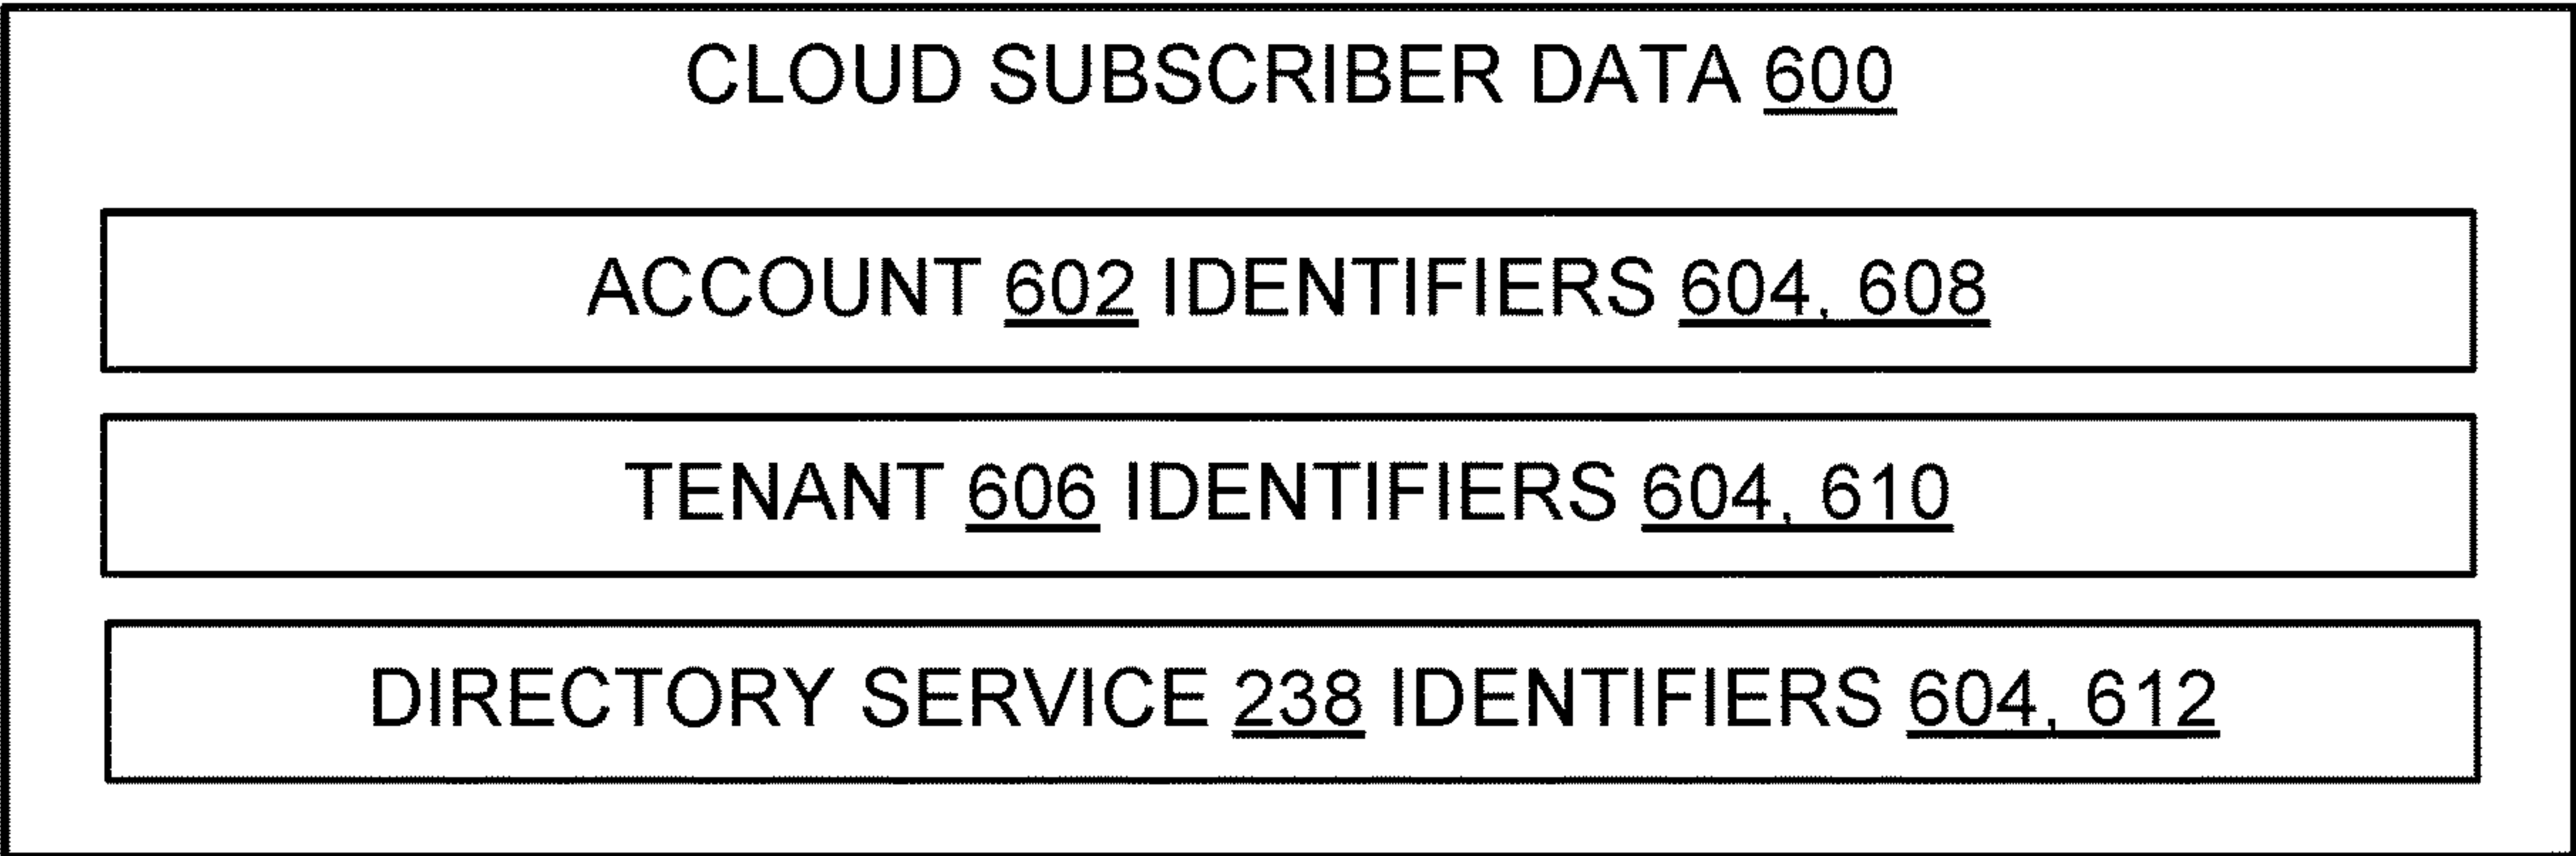 CLOUD SUBSCRIBER DATA 600
ACCOUNT 602 IDENTIFIERS 604, 608
TENANT 606 IDENTIFIERS 604, 610
DIRECTORY SERVICE 238 IDENTIFIERS 604, 612